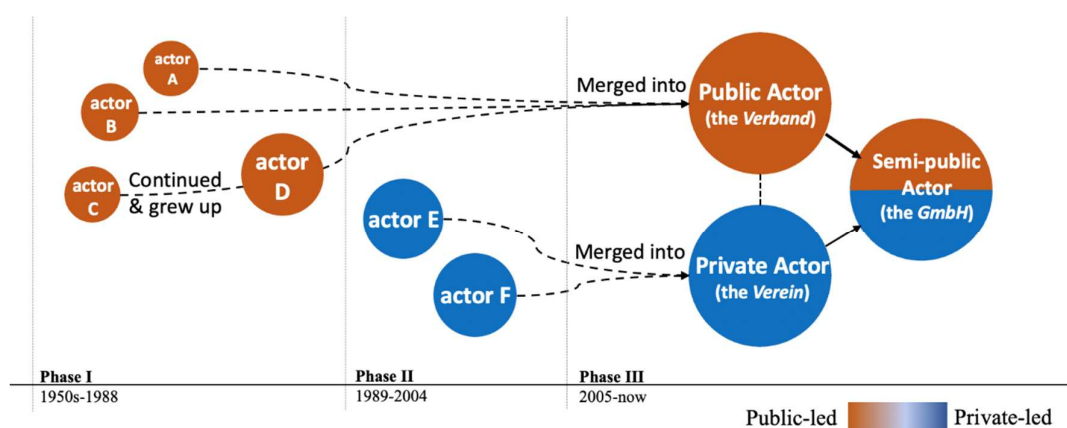 actor
A
actor
B
actor
C
Continued
& grew up
actor
D
actor E
actor F
Merged into
Merged into
Public Actor
(the Verband)
Private Actor
(the Verein)
Semi-public
Actor
(the GmbH)
Phase I
1950s-1988
Phase II
1989-2004
Phase III
2005-now
Public-led
Private-led